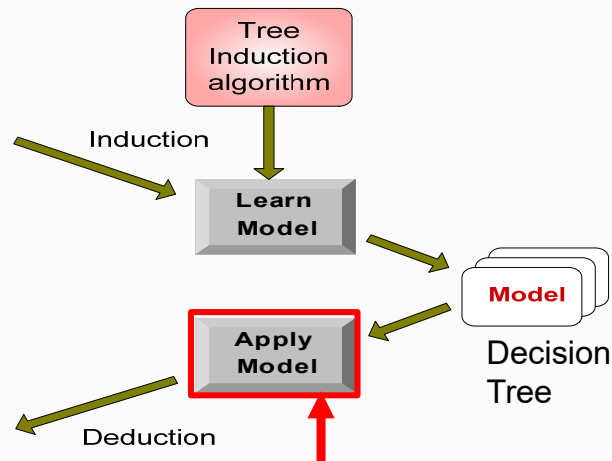 Tree
Induction
algorithm
Induction
Learn
Model
Model
Apply
Model
Decision
Tree
Deduction